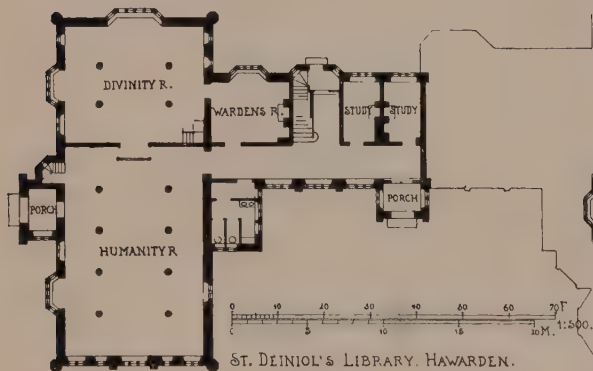 DIVINITY R.
WARDENS R.
STUDY
STUDY
PORCH
HUMANITY R
PORCH
0 10 20 30 40 50 60 70 F
1:500.
0 5 10 15 20 M.
ST. DEINIOL'S LIBRARY, HAWARDEN.